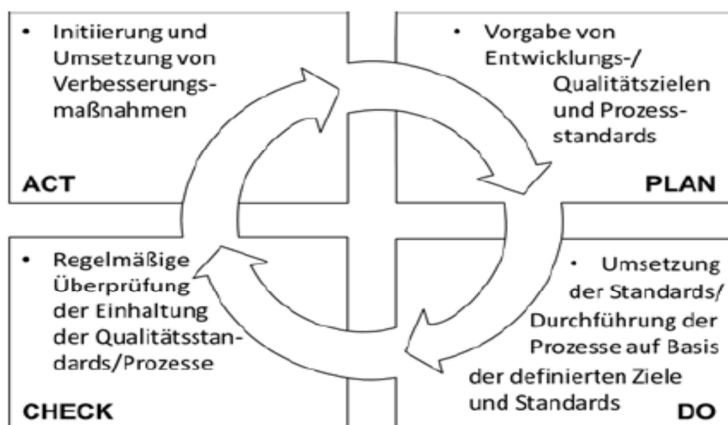 • Initiierung und
Umsetzung von
Verbesserungs-
maßnahmen
ACT
• Vorgabe von
Entwicklungs-/
Qualitätszielen
und Prozess-
standards
PLAN
• Regelmäßige
Überprüfung
der Einhaltung
der Qualitätsstan-
dards/Prozesse
CHECK
• Umsetzung
der Standards/
Durchführung der
Prozesse auf Basis
der definierten Ziele
und Standards
DO